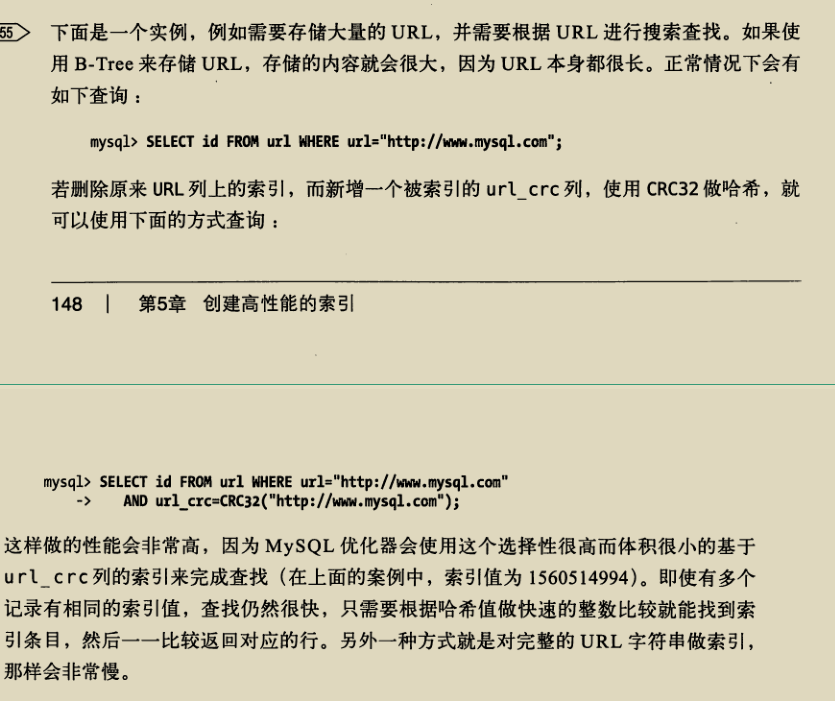 55
下面是一个实例，例如需要存储大量的 URL，并需要根据 URL 进行搜索查找。如果使
用 B-Tree 来存储 URL，存储的内容就会很大，因为 URL 本身都很长。正常情况下会有
如下查询：
mysql> SELECT id FROM url WHERE url="http://www.mysql.com";
若删除原来 URL 列上的索引，而新增一个被索引的 url_crc 列，使用 CRC32 做哈希，就
可以使用下面的方式查询：
148 | 第5章 创建高性能的索引
mysql> SELECT id FROM url WHERE url="http://www.mysql.com"
-> AND url_crc=CRC32("http://www.mysql.com");
这样做的性能会非常高，因为 MySQL 优化器会使用这个选择性很高而体积很小的基于
url_crc 列的索引来完成查找（在上面的案例中，索引值为 1560514994）。即使有多个
记录有相同的索引值，查找仍然很快，只需要根据哈希值做快速的整数比较就能找到索
引条目，然后一一比较返回对应的行。另外一种方式就是对完整的 URL 字符串做索引，
那样会非常慢。